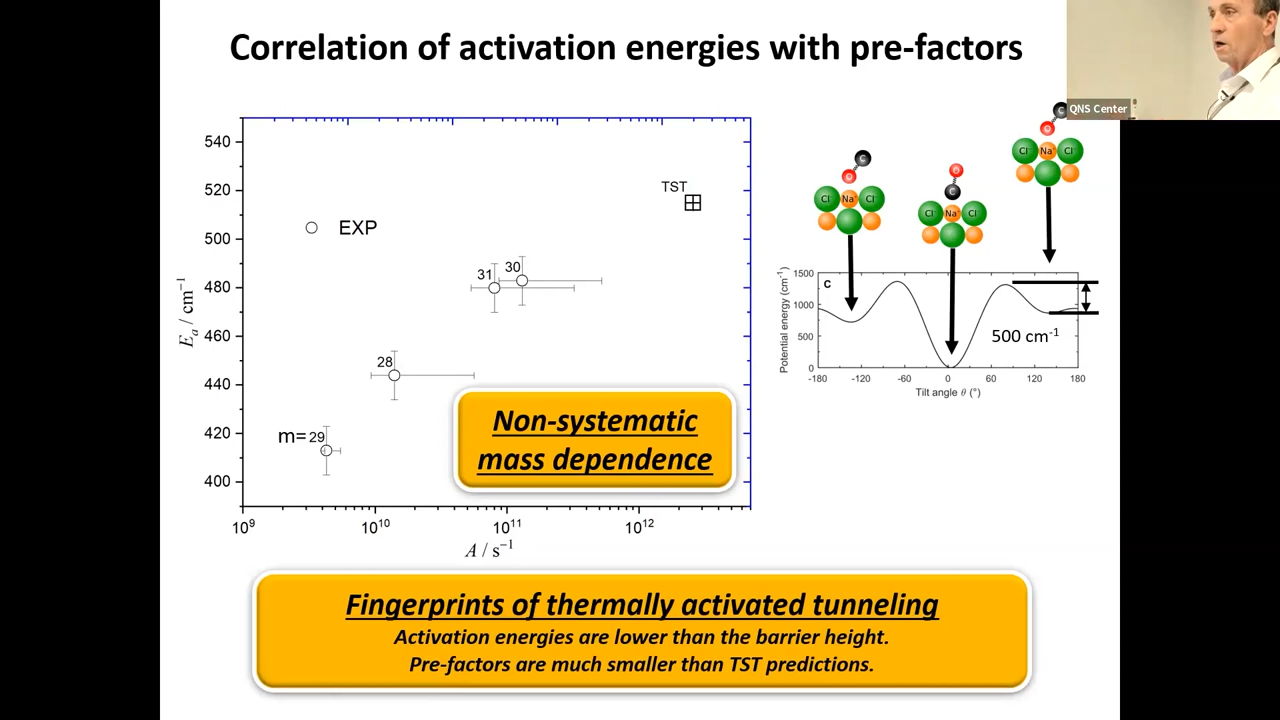 Correlation of activation energies with pre-factors
QNS Center
540
520
500
480
460
440
420
400
Eₐ / cm⁻¹
EXP
TST
31
30
28
m=29
10⁹
10¹⁰
10¹¹
10¹²
A / s⁻¹
Non-systematic
mass dependence
C
O
Cl⁻ Na⁺ Cl⁻
O
C
Cl⁻ Na⁺ Cl⁻
C
O
Cl⁻ Na⁺ Cl⁻
c
1500
1000
500
0
Potential energy (cm⁻¹)
500 cm⁻¹
-180
-120
-60
0
60
120
180
Tilt angle θ (°)
Fingerprints of thermally activated tunneling
Activation energies are lower than the barrier height.
Pre-factors are much smaller than TST predictions.